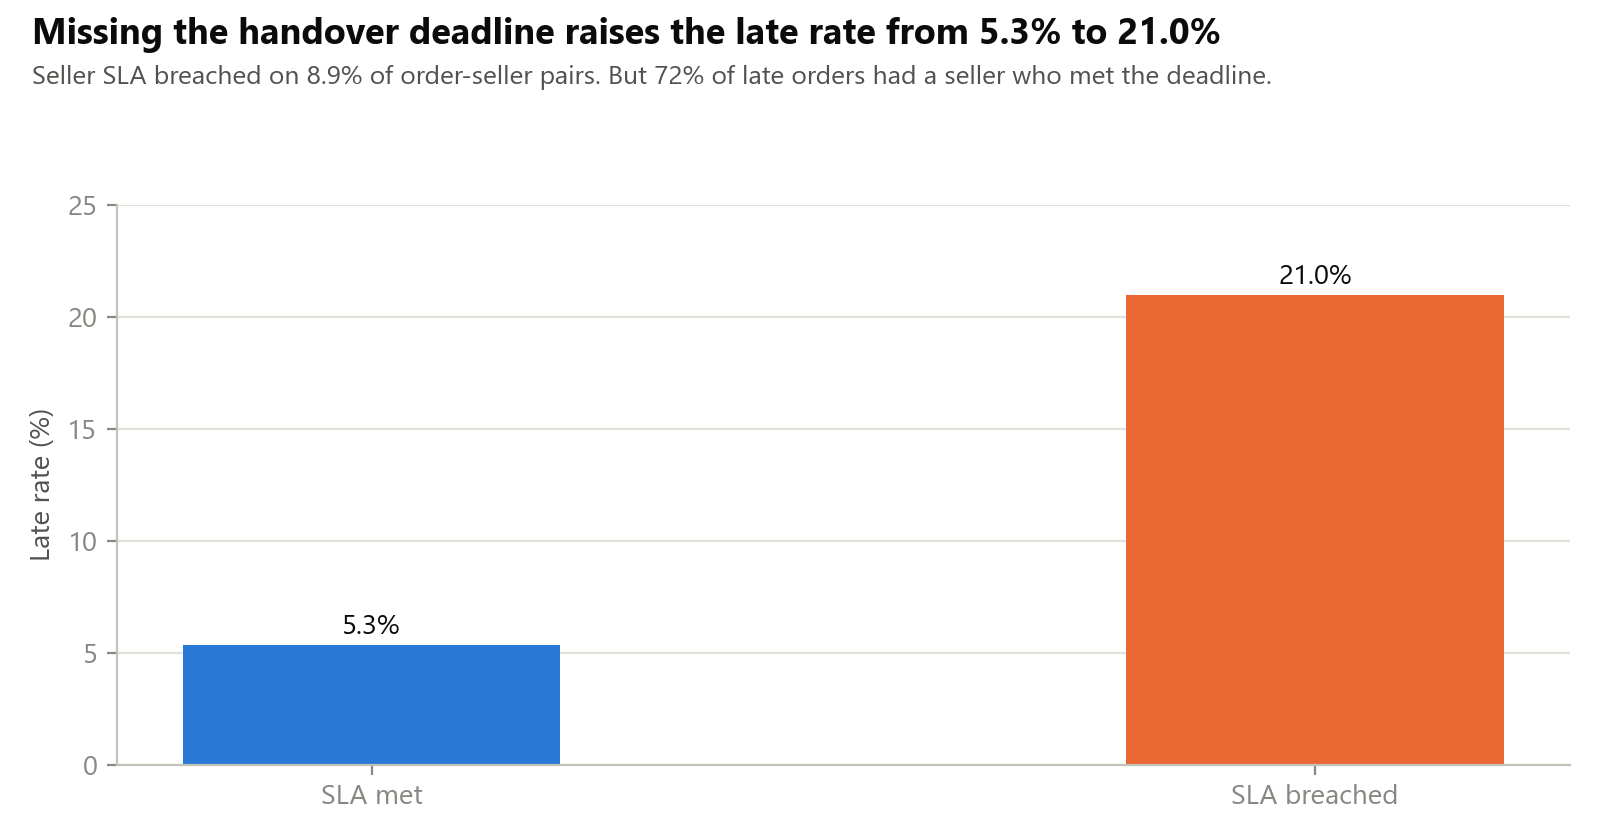 Missing the handover deadline raises the late rate from 5.3% to 21.0%
Seller SLA breached on 8.9% of order-seller pairs. But 72% of late orders had a seller who met the deadline.
25
20
15
10
5
0
Late rate (%)
5.3%
21.0%
SLA met
SLA breached